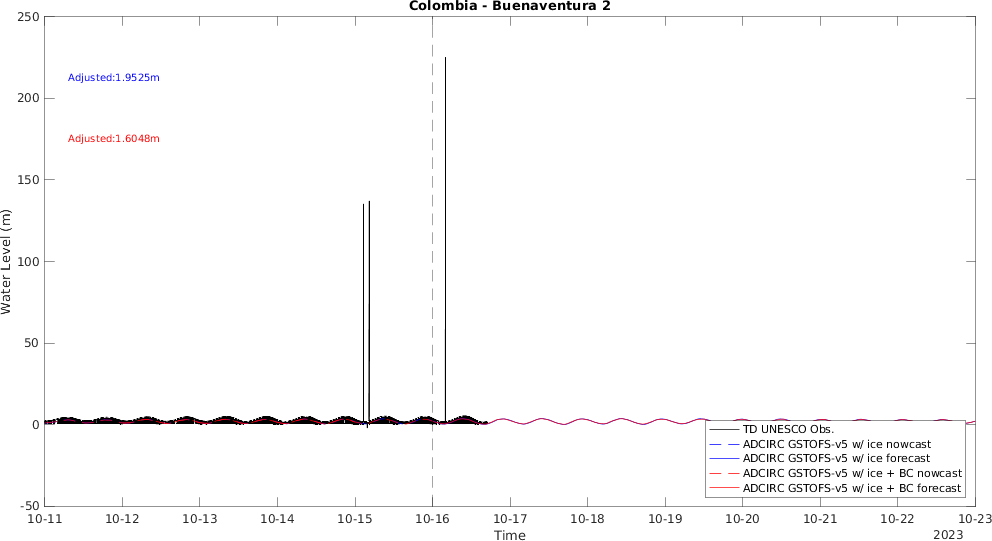 Colombia - Buenaventura 2
250
200
150
100
50
0
-50
Water Level (m)
Adjusted:1.9525m
Adjusted:1.6048m
TD UNESCO Obs.
ADCIRC GSTOFS-v5 w/ ice nowcast
ADCIRC GSTOFS-v5 w/ ice forecast
ADCIRC GSTOFS-v5 w/ ice + BC nowcast
ADCIRC GSTOFS-v5 w/ ice + BC forecast
10-11 10-12 10-13 10-14 10-15 10-16 10-17 10-18 10-19 10-20 10-21 10-22 10-23
Time
2023